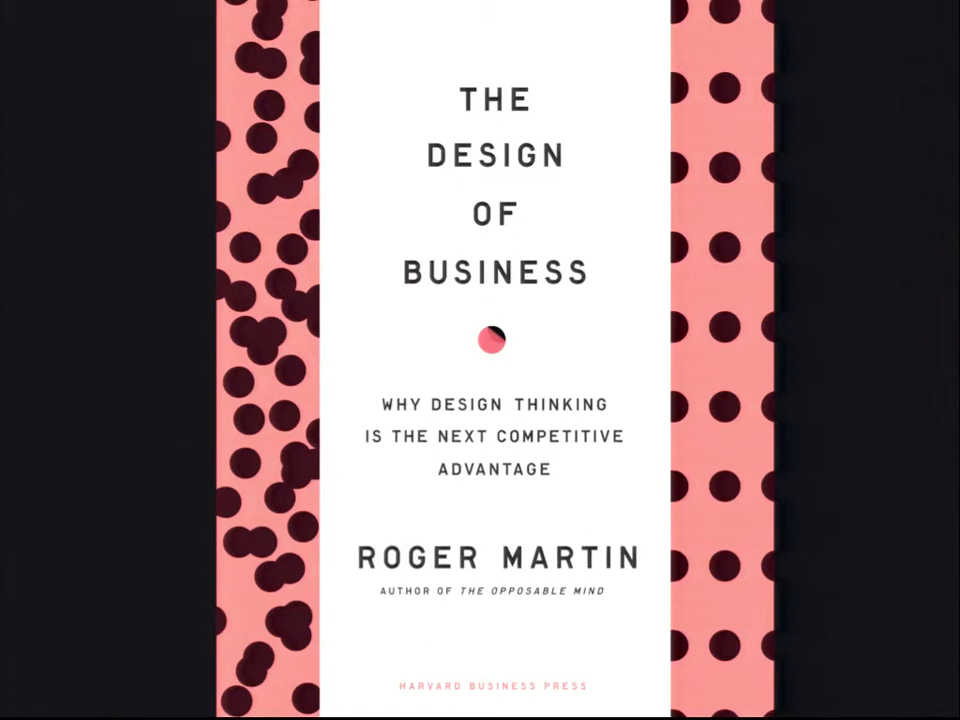 THE
DESIGN
OF
BUSINESS
WHY DESIGN THINKING
IS THE NEXT COMPETITIVE
ADVANTAGE
ROGER MARTIN
AUTHOR OF THE OPPOSABLE MIND
HARVARD BUSINESS PRESS